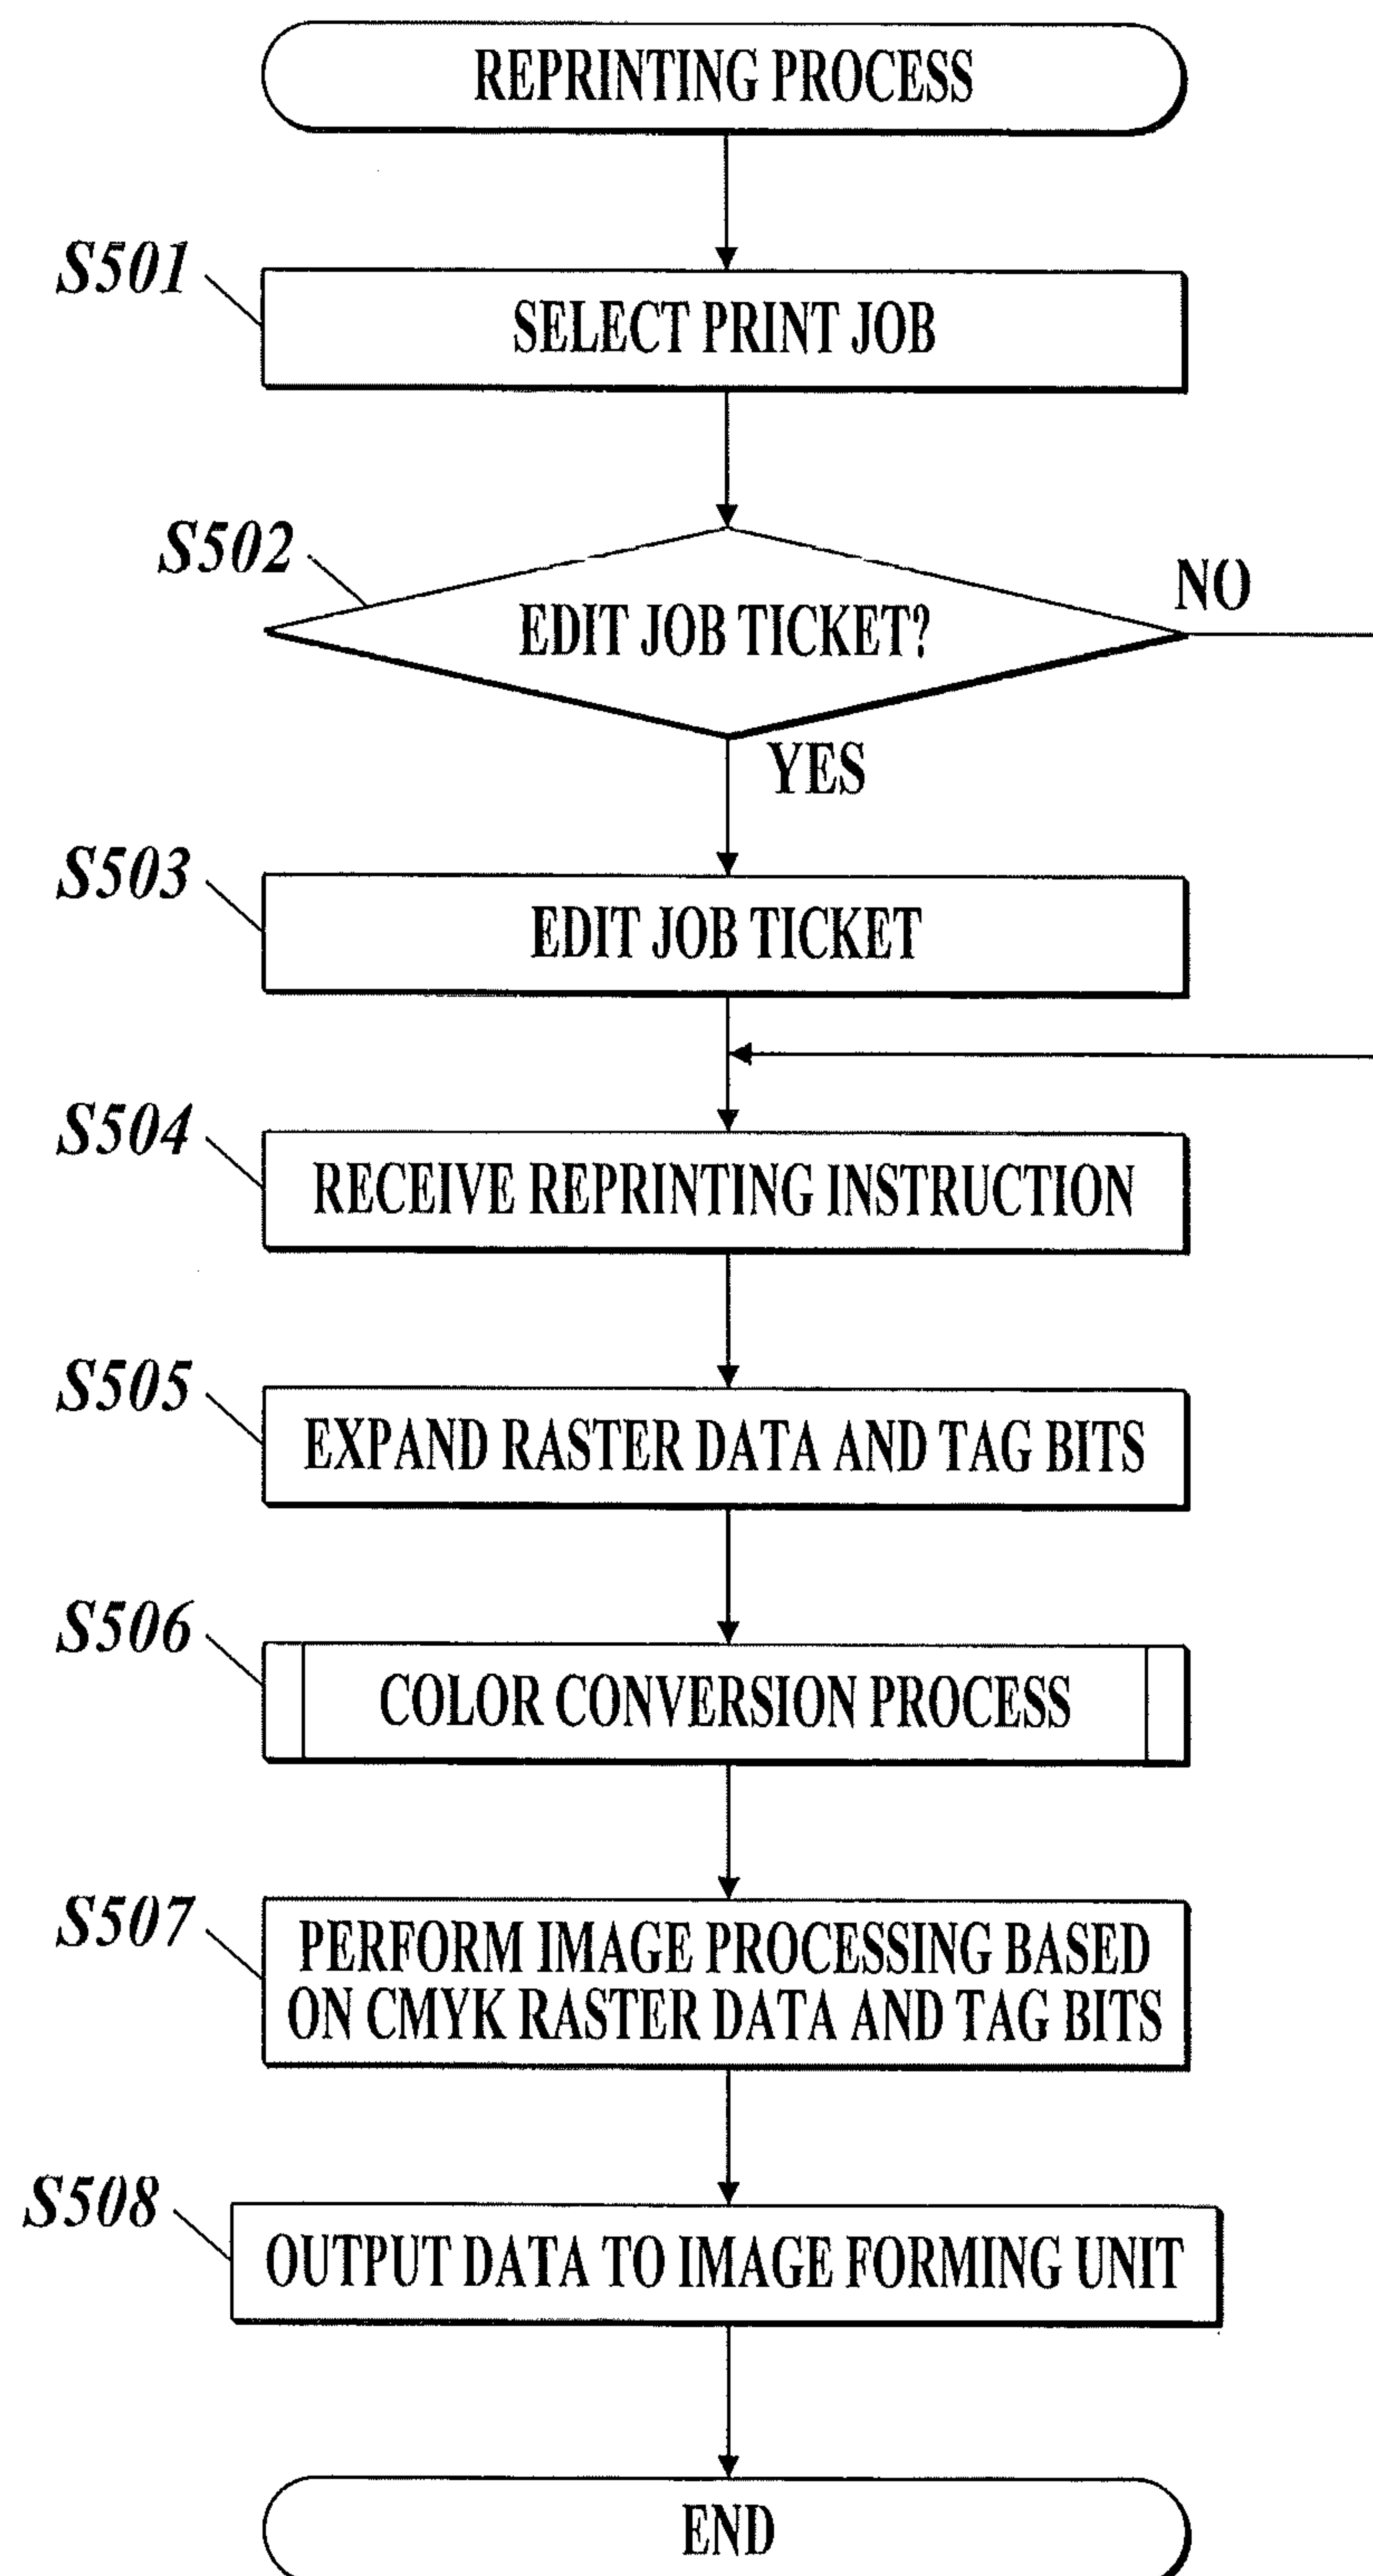 REPRINTING PROCESS
S501
SELECT PRINT JOB
S502
EDIT JOB TICKET?
NO
YES
S503
EDIT JOB TICKET
S504
RECEIVE REPRINTING INSTRUCTION
S505
EXPAND RASTER DATA AND TAG BITS
S506
COLOR CONVERSION PROCESS
S507
PERFORM IMAGE PROCESSING BASED
ON CMYK RASTER DATA AND TAG BITS
S508
OUTPUT DATA TO IMAGE FORMING UNIT
END